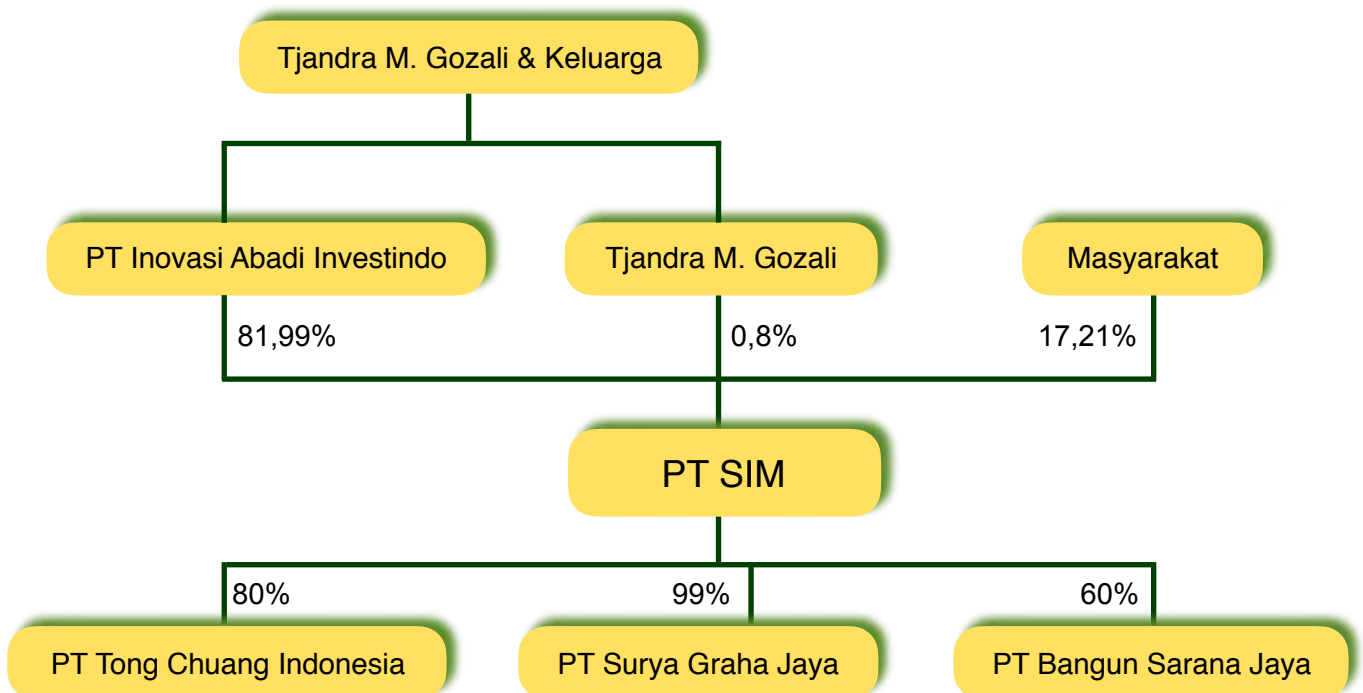 Tjandra M. Gozali & Keluarga
PT Inovasi Abadi Investindo
Tjandra M. Gozali
Masyarakat
81,99%
0,8%
17,21%
PT SIM
80%
99%
60%
PT Tong Chuang Indonesia
PT Surya Graha Jaya
PT Bangun Sarana Jaya